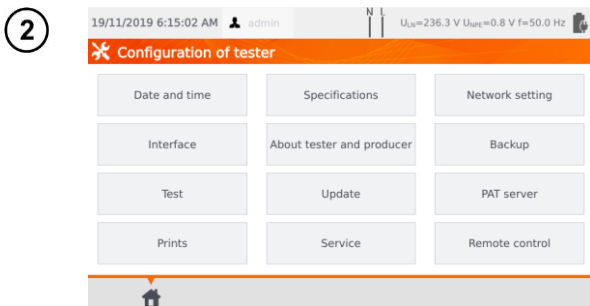 2
19/11/2019 6:15:02 AM admin N L U_LN=236.3 V U_NPE=0.8 V f=50.0 Hz
Configuration of tester
Date and time Specifications Network setting
Interface About tester and producer Backup
Test Update PAT server
Prints Service Remote control